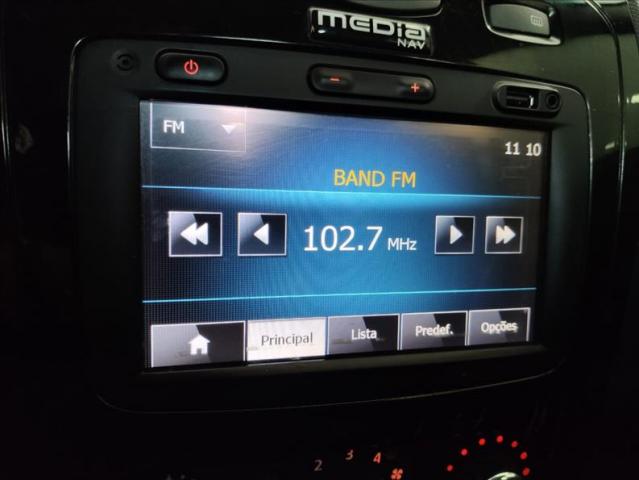 MEDIA
NAV
FM
11 10
BAND FM
102.7 MHz
Principal
Lista
Predef.
Opções
2 3 4